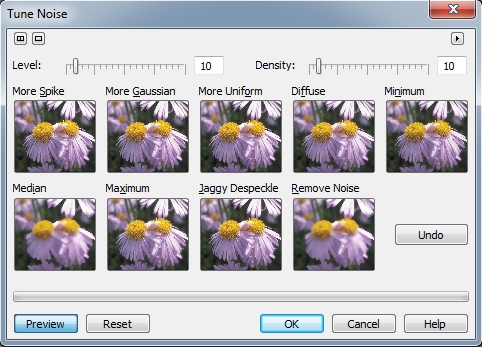 Tune Noise
Level: 10 Density: 10
More Spike More Gaussian More Uniform Diffuse Minimum
Median Maximum Jaggy Despeckle Remove Noise
Undo
Preview Reset OK Cancel Help